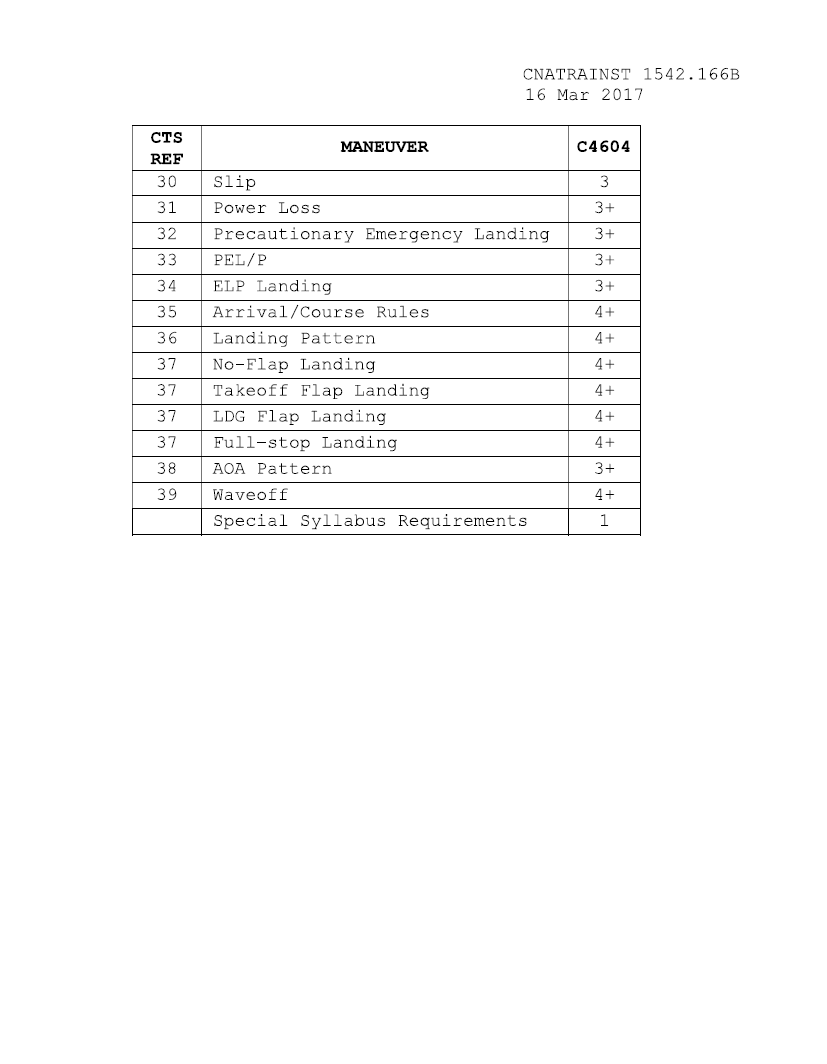 CNATRAINST 1542.166B
16 Mar 2017
CTS REF MANEUVER C4604
30 Slip 3
31 Power Loss 3+
32 Precautionary Emergency Landing 3+
33 PEL/P 3+
34 ELP Landing 3+
35 Arrival/Course Rules 4+
36 Landing Pattern 4+
37 No-Flap Landing 4+
37 Takeoff Flap Landing 4+
37 LDG Flap Landing 4+
37 Full-stop Landing 4+
38 AOA Pattern 3+
39 Waveoff 4+
Special Syllabus Requirements 1